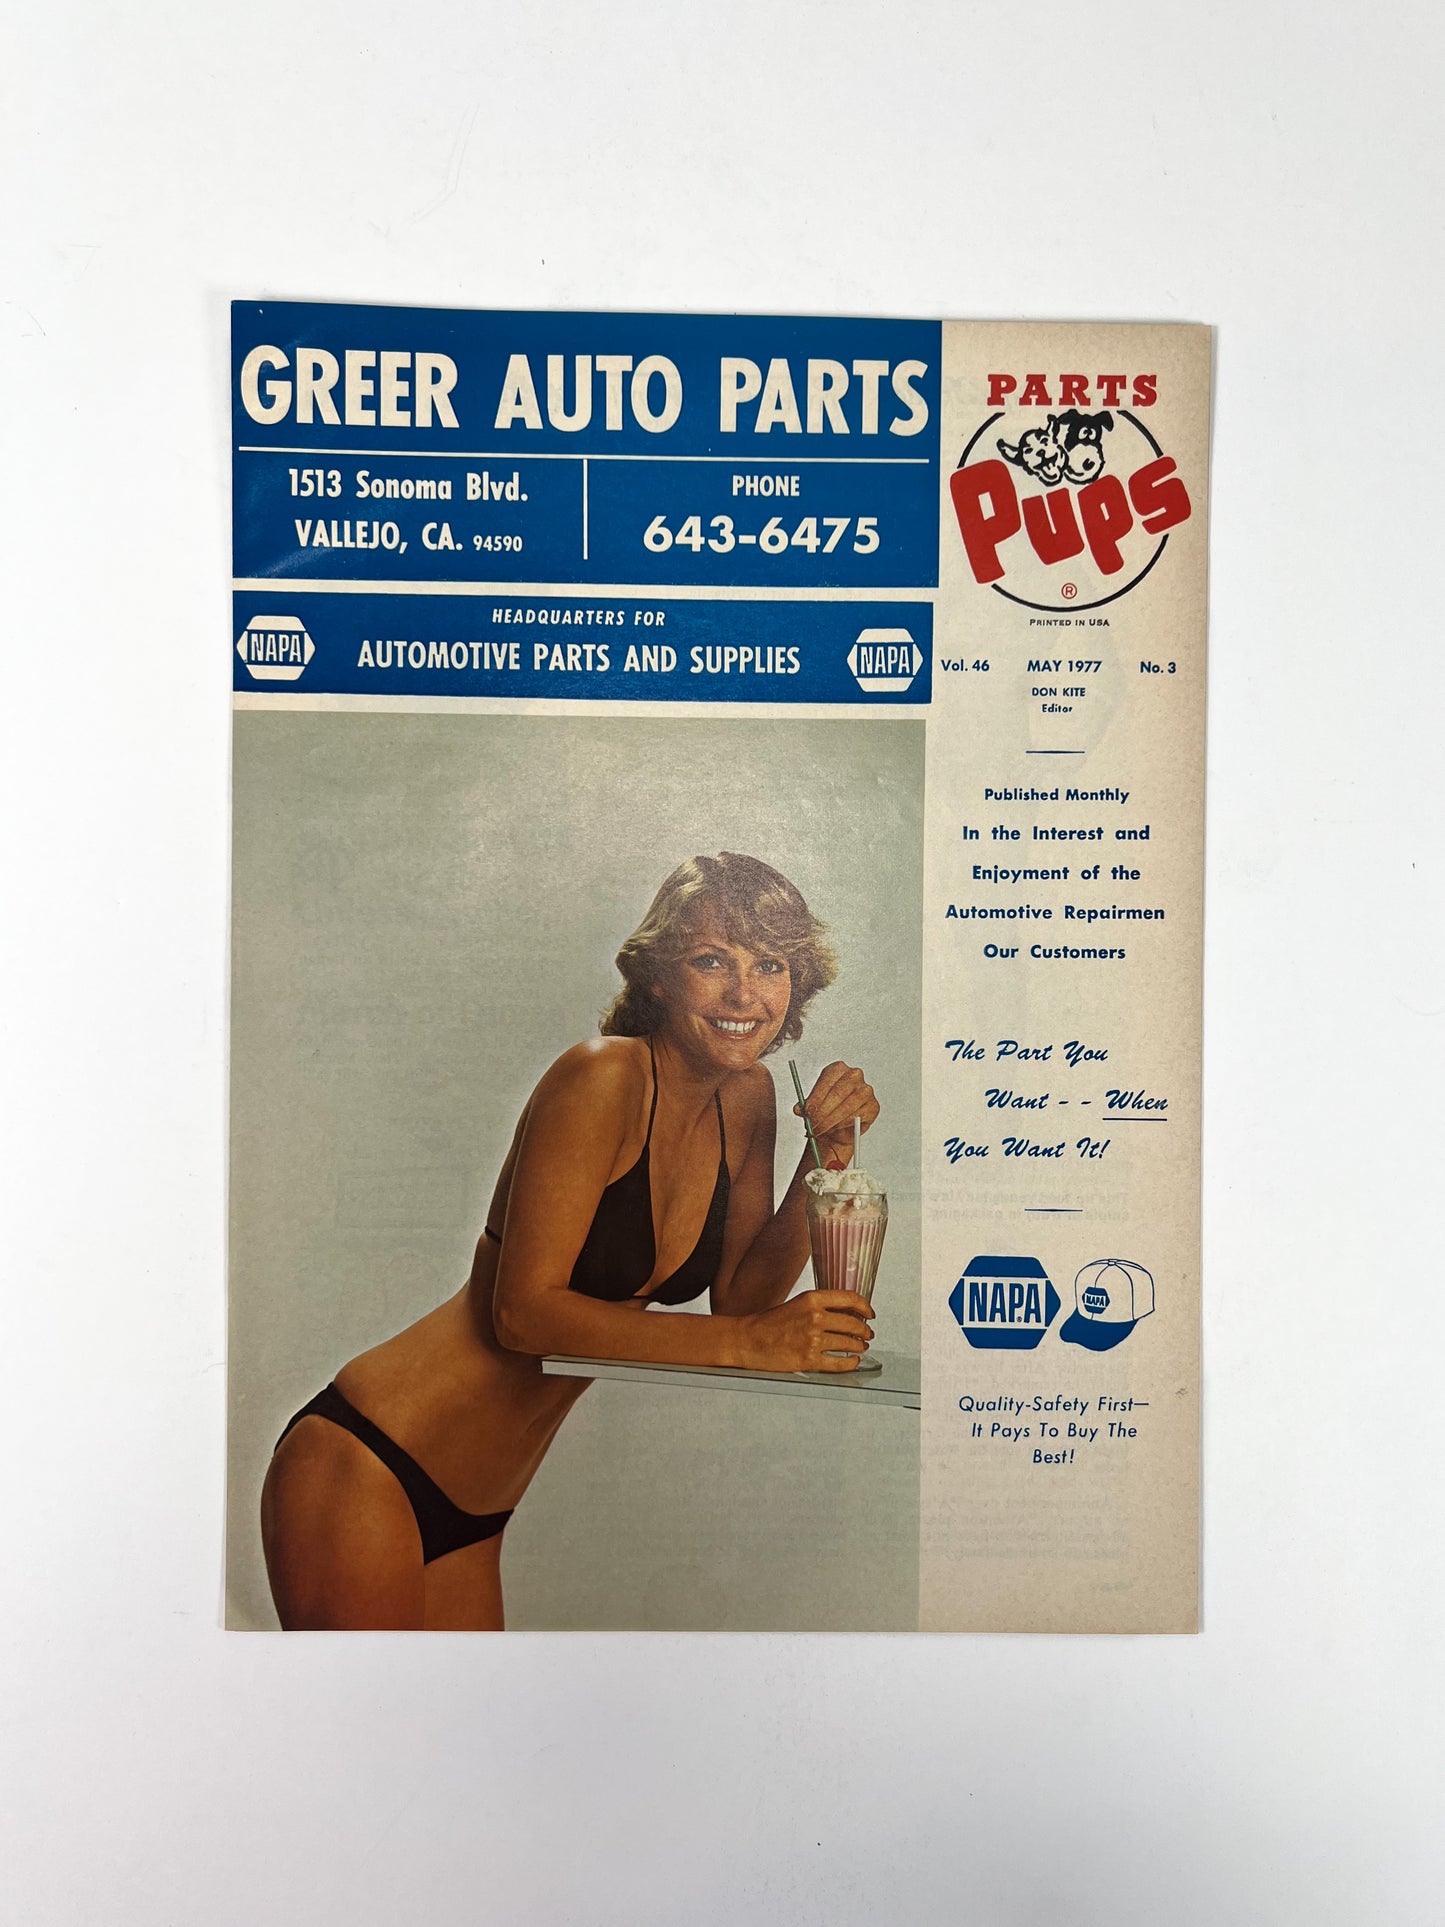 GREER AUTO PARTS
1513 Sonoma Blvd.
VALLEJO, CA. 94590
PHONE
643-6475
HEADQUARTERS FOR
AUTOMOTIVE PARTS AND SUPPLIES
NAPA
NAPA
PARTS
Pups
®
PRINTED IN USA
Vol. 46 MAY 1977 No. 3
DON KITE
Editor
Published Monthly
In the Interest and
Enjoyment of the
Automotive Repairmen
Our Customers
The Part You
Want - - When
You Want It!
NAPA®
NAPA
Quality-Safety First—
It Pays To Buy The
Best!